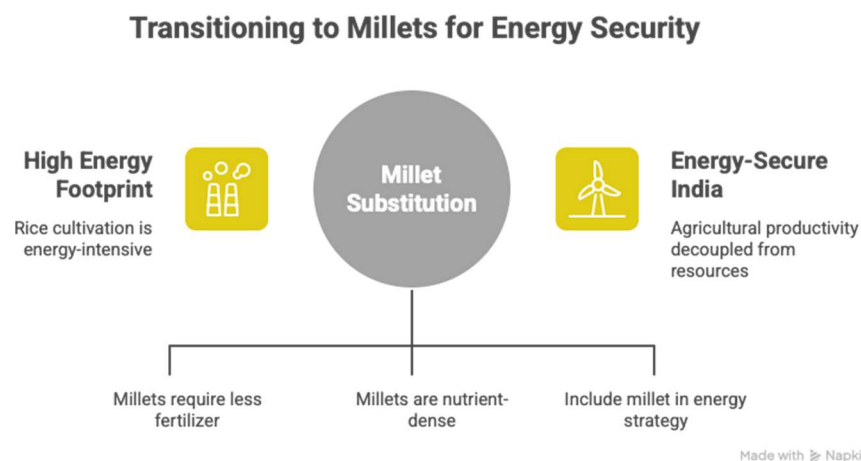 Transitioning to Millets for Energy Security
High Energy
Footprint
Rice cultivation is
energy-intensive
Millet
Substitution
Energy-Secure
India
Agricultural productivity
decoupled from
resources
Millets require less
fertilizer
Millets are nutrient-
dense
Include millet in energy
strategy
Made with Napki